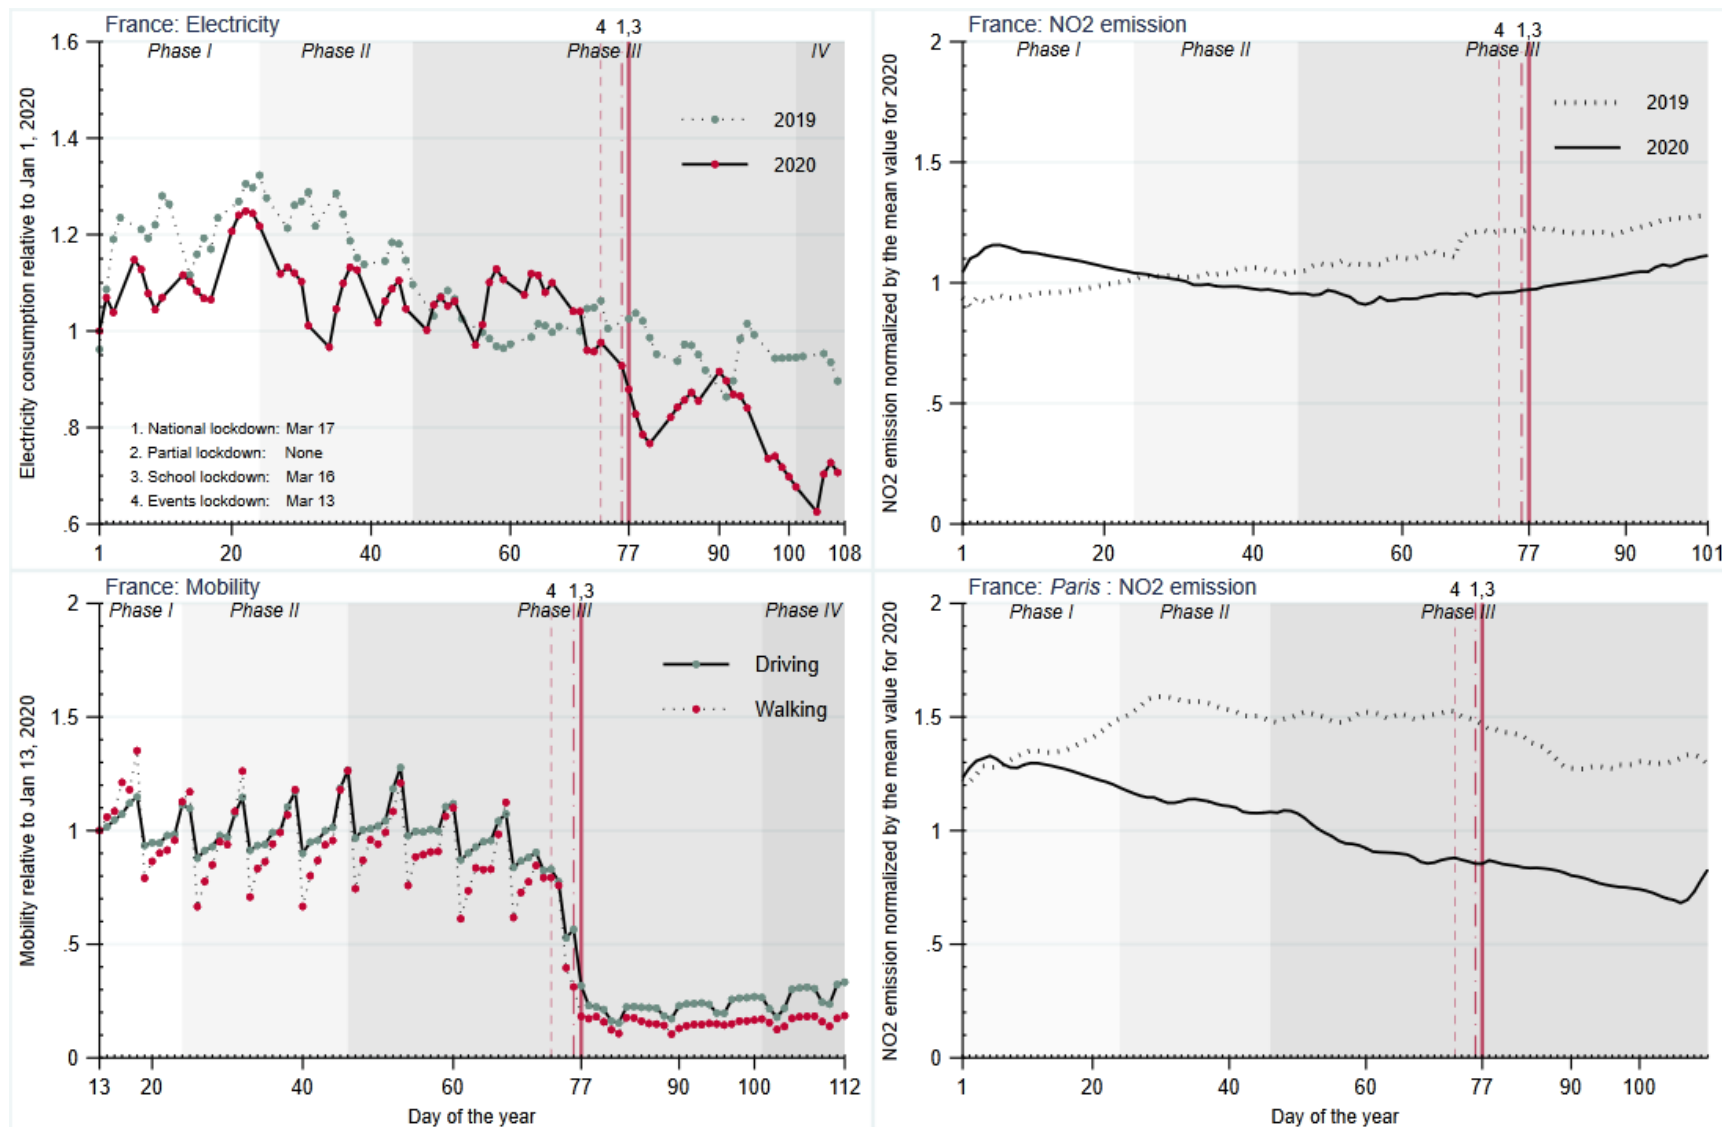 France: Electricity
4 1,3
Phase I Phase II Phase III IV
Electricity consumption relative to Jan 1, 2020
1.6
1.4
1.2
1
.8
.6
2019
2020
1. National lockdown: Mar 17
2. Partial lockdown: None
3. School lockdown: Mar 16
4. Events lockdown: Mar 13
1 20 40 60 77 90 100 108
France: NO2 emission
4 1,3
Phase I Phase II Phase III
NO2 emission normalized by the mean value for 2020
2
1.5
1
.5
0
2019
2020
1 20 40 60 77 90 101
France: Mobility
4 1,3
Phase I Phase II Phase III Phase IV
Mobility relative to Jan 13, 2020
2
1.5
1
.5
0
Driving
Walking
13 20 40 60 77 90 100 112
Day of the year
France: Paris : NO2 emission
4 1,3
Phase I Phase II Phase III
NO2 emission normalized by the mean value for 2020
2
1.5
1
.5
0
1 20 40 60 77 90 100
Day of the year